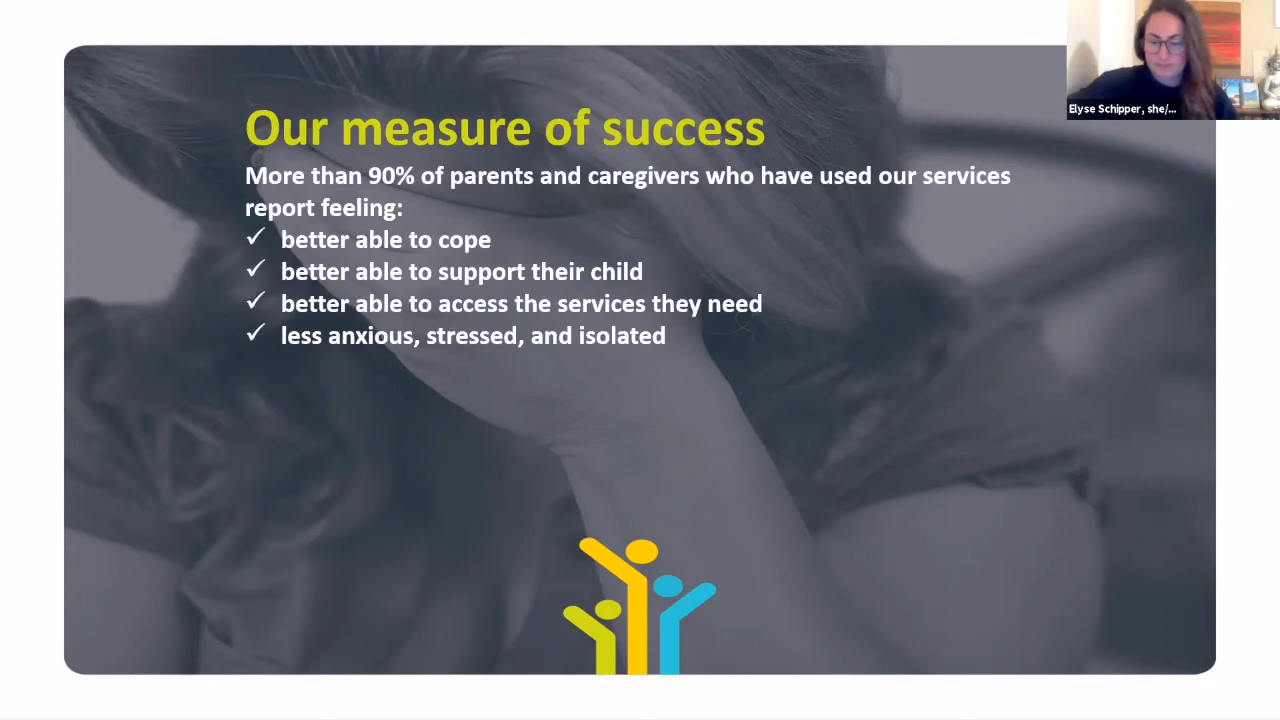 Our measure of success
More than 90% of parents and caregivers who have used our services
report feeling:
✓ better able to cope
✓ better able to support their child
✓ better able to access the services they need
✓ less anxious, stressed, and isolated
Elyse Schipper, she/...